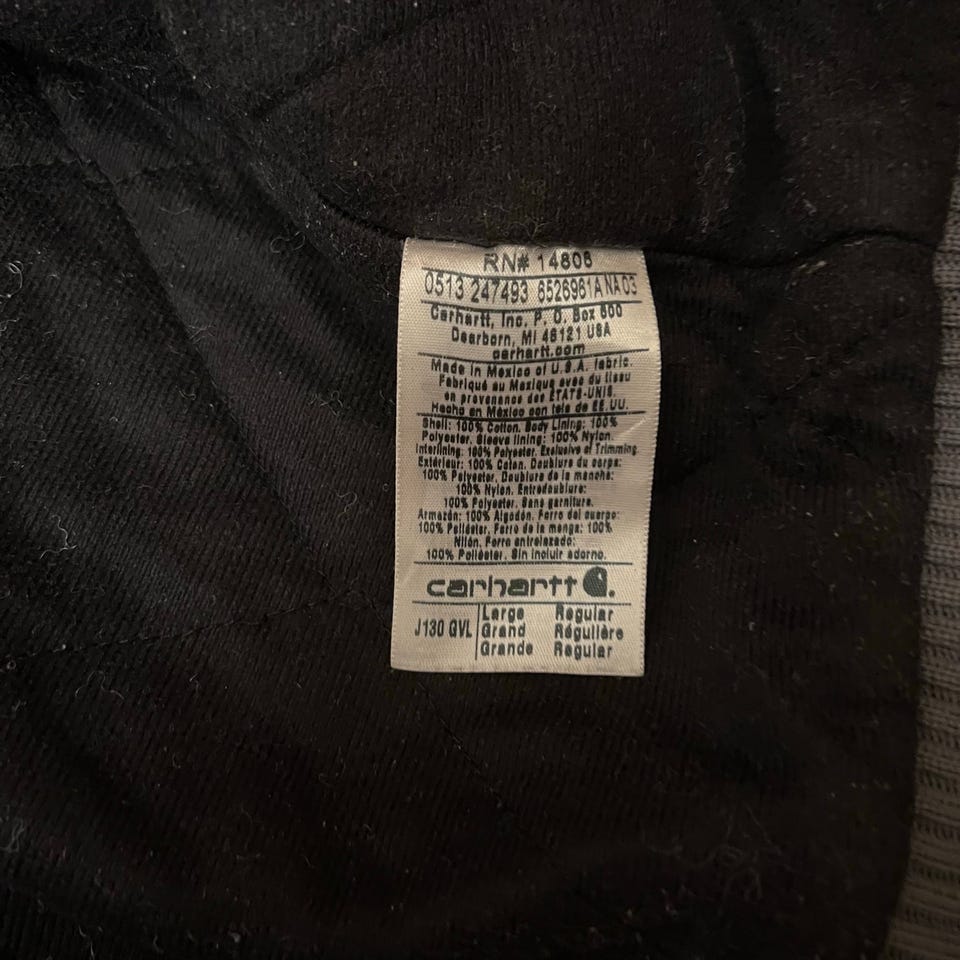 RN# 14806
0513 247493 6526961A NA 03
Carhartt, Inc. P. O. Box 600
Dearborn, MI 48121 USA
carhartt.com
Made in Mexico of U.S.A. fabric.
Fabriqué au Mexique avec du tissu
en provenance des ÉTATS-UNIS.
Hecho en México con tela de EE.UU.
Shell: 100% Cotton. Body Lining: 100%
Polyester. Sleeve lining: 100% Nylon.
Interlining: 100% Polyester. Exclusive of Trimming
Extérieur: 100% Coton. Doublure du corps:
100% Polyester. Doublure de la manche:
100% Nylon. Entredoublure:
100% Polyester. Sans garniture.
Armazón: 100% Algodón. Forro del cuerpo:
100% Poliéster. Forro de la manga: 100%
Nilón. Forro entrelazado:
100% Poliéster. Sin incluir adorno.
carhartt
J130 GVL Large Regular
Grand Régulière
Grande Regular